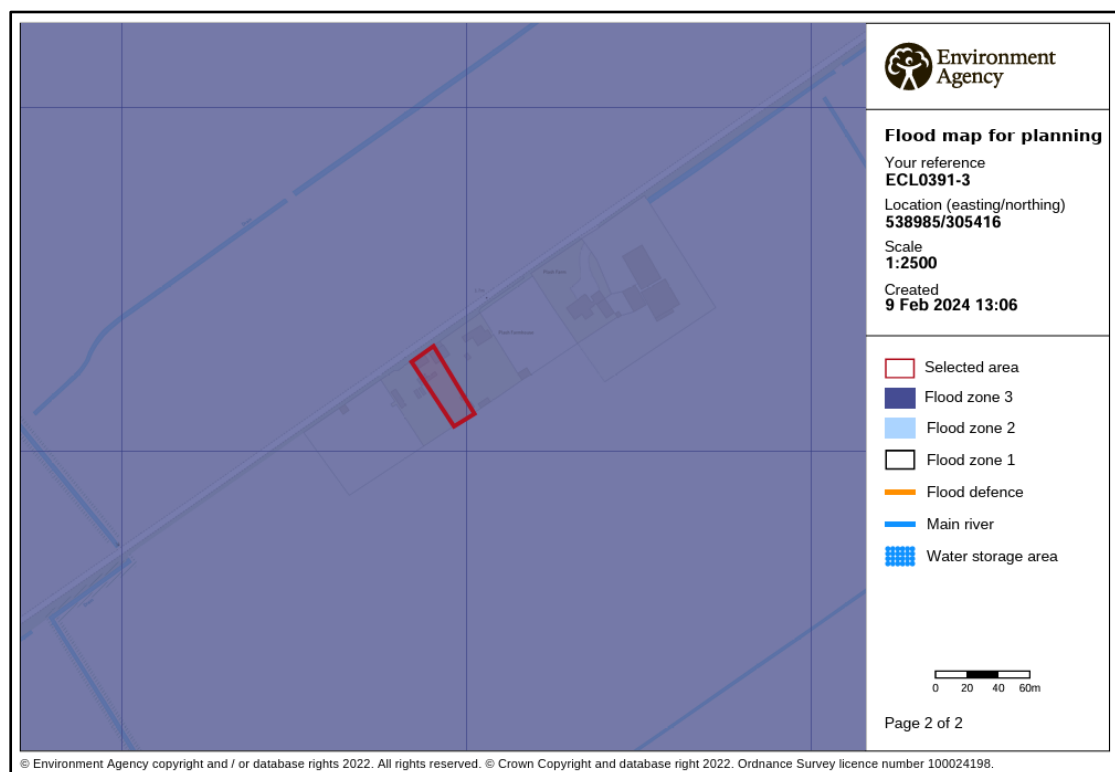 Environment
Agency
Flood map for planning
Your reference
ECL0391-3
Location (easting/northing)
538985/305416
Scale
1:2500
Created
9 Feb 2024 13:06
Selected area
Flood zone 3
Flood zone 2
Flood zone 1
Flood defence
Main river
Water storage area
0 20 40 60m
Page 2 of 2
© Environment Agency copyright and / or database rights 2022. All rights reserved. © Crown Copyright and database right 2022. Ordnance Survey licence number 100024198.